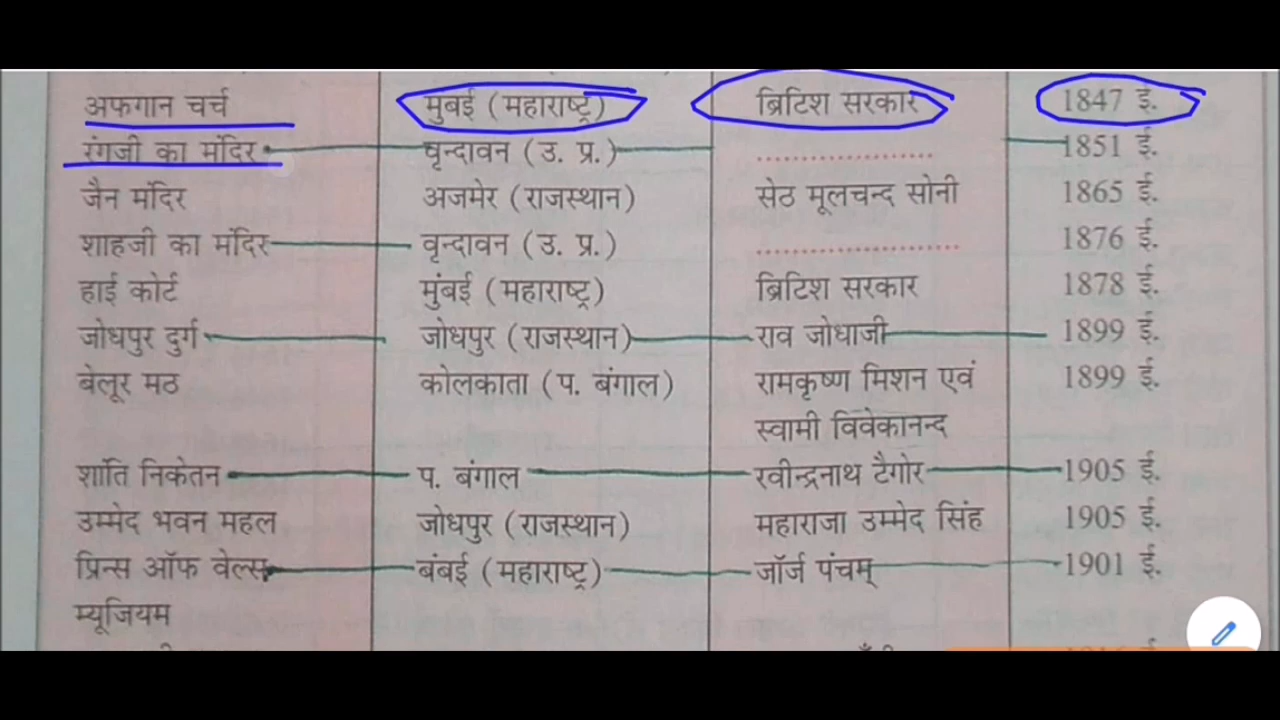 अफगान चर्च मुबई (महाराष्ट्र) ब्रिटिश सरकार 1847 ई.
रंगजी का मंदिर वृन्दावन (उ. प्र.) .................... 1851 ई.
जैन मंदिर अजमेर (राजस्थान) सेठ मूलचन्द सोनी 1865 ई.
शाहजी का मंदिर वृन्दावन (उ. प्र.) .................... 1876 ई.
हाई कोर्ट मुंबई (महाराष्ट्र) ब्रिटिश सरकार 1878 ई.
जोधपुर दुर्ग जोधपुर (राजस्थान) राव जोधाजी 1899 ई.
बेलूर मठ कोलकाता (प. बंगाल) रामकृष्ण मिशन एवं 1899 ई.
स्वामी विवेकानन्द
शांति निकेतन प. बंगाल रवीन्द्रनाथ टैगोर 1905 ई.
उम्मेद भवन महल जोधपुर (राजस्थान) महाराजा उम्मेद सिंह 1905 ई.
प्रिन्स ऑफ वेल्स बंबई (महाराष्ट्र) जॉर्ज पंचम् 1901 ई.
म्यूजियम